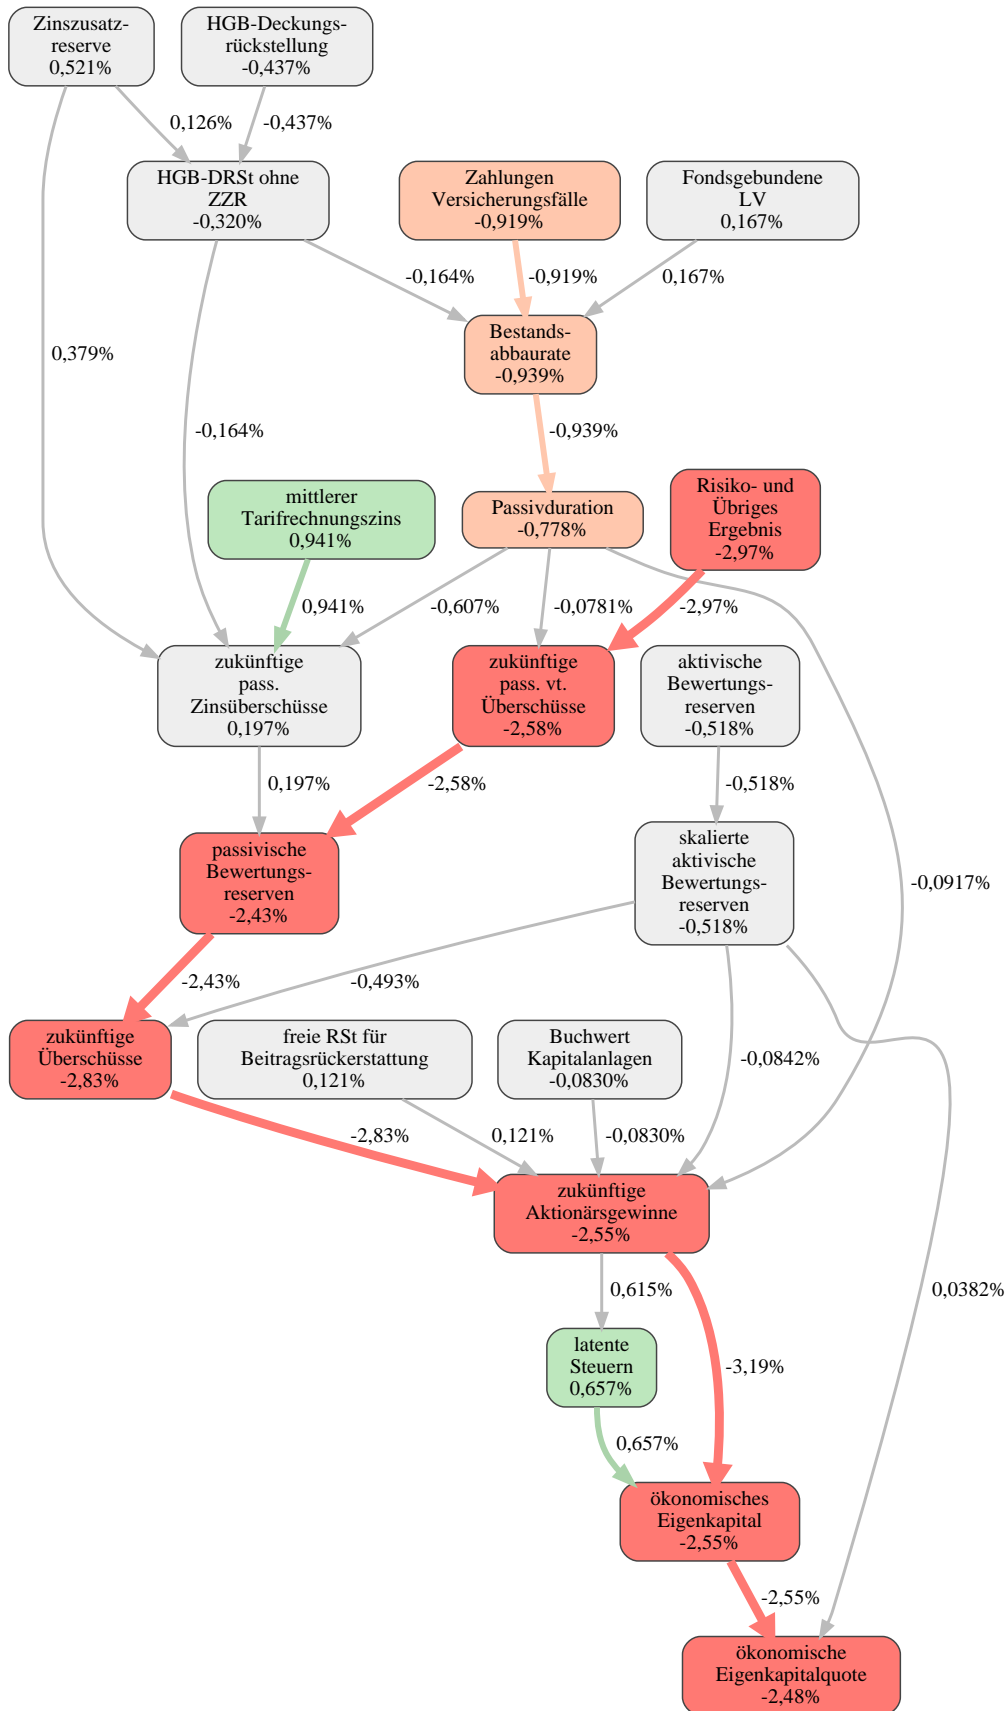 Zinszusatz-
reserve
0,521%
HGB-Deckungs-
rückstellung
-0,437%
0,126%
-0,437%
HGB-DRSt ohne
ZZR
-0,320%
Zahlungen
Versicherungsfälle
-0,919%
Fondsgebundene
LV
0,167%
-0,164%
-0,919%
0,167%
Bestands-
abbaurate
-0,939%
0,379%
-0,164%
-0,939%
mittlerer
Tarifrechnungszins
0,941%
Passivduration
-0,778%
Risiko- und
Übriges
Ergebnis
-2,97%
0,941%
-0,607%
-0,0781%
-2,97%
zukünftige
pass.
Zinsüberschüsse
0,197%
zukünftige
pass. vt.
Überschüsse
-2,58%
aktivische
Bewertungs-
reserven
-0,518%
0,197%
-2,58%
-0,518%
passivische
Bewertungs-
reserven
-2,43%
skalierte
aktivische
Bewertungs-
reserven
-0,518%
-0,0917%
-2,43%
-0,493%
zukünftige
Überschüsse
-2,83%
freie RSt für
Beitragsrückerstattung
0,121%
Buchwert
Kapitalanlagen
-0,0830%
-0,0842%
-2,83%
0,121%
-0,0830%
zukünftige
Aktionärsgewinne
-2,55%
0,615%
0,0382%
latente
Steuern
0,657%
-3,19%
0,657%
ökonomisches
Eigenkapital
-2,55%
-2,55%
ökonomische
Eigenkapitalquote
-2,48%